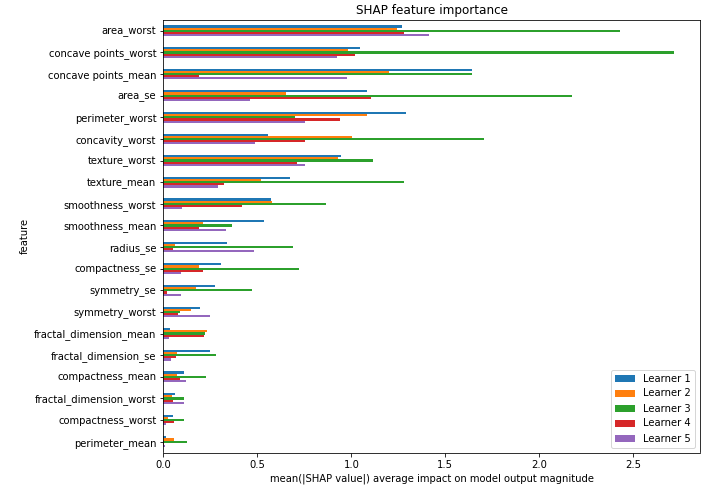 SHAP feature importance
area_worst
concave points_worst
concave points_mean
area_se
perimeter_worst
concavity_worst
texture_worst
texture_mean
smoothness_worst
smoothness_mean
radius_se
compactness_se
symmetry_se
symmetry_worst
fractal_dimension_mean
fractal_dimension_se
compactness_mean
fractal_dimension_worst
compactness_worst
perimeter_mean
feature
Learner 1
Learner 2
Learner 3
Learner 4
Learner 5
0.0 0.5 1.0 1.5 2.0 2.5
mean(|SHAP value|) average impact on model output magnitude